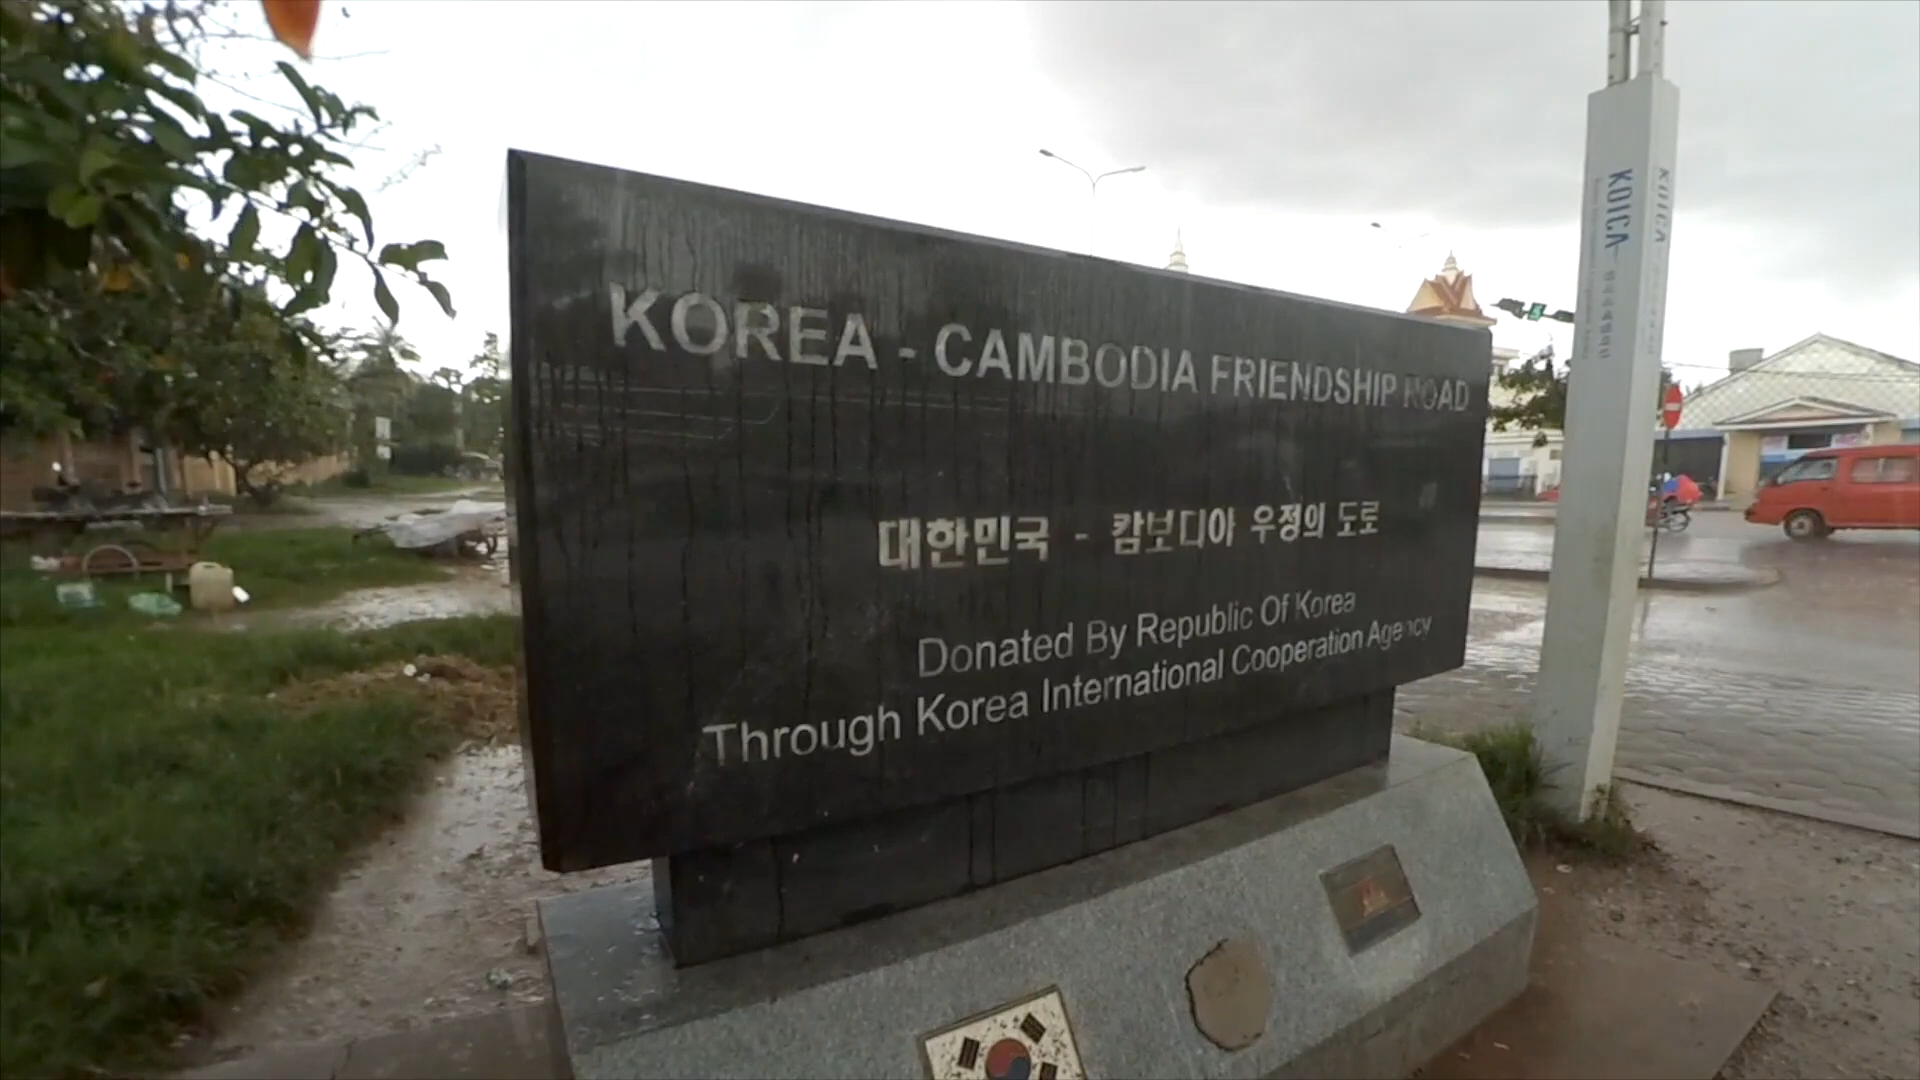 KOREA - CAMBODIA FRIENDSHIP ROAD
대한민국 - 캄보디아 우정의 도로
Donated By Republic Of Korea
Through Korea International Cooperation Agency
KOICA
KOICA